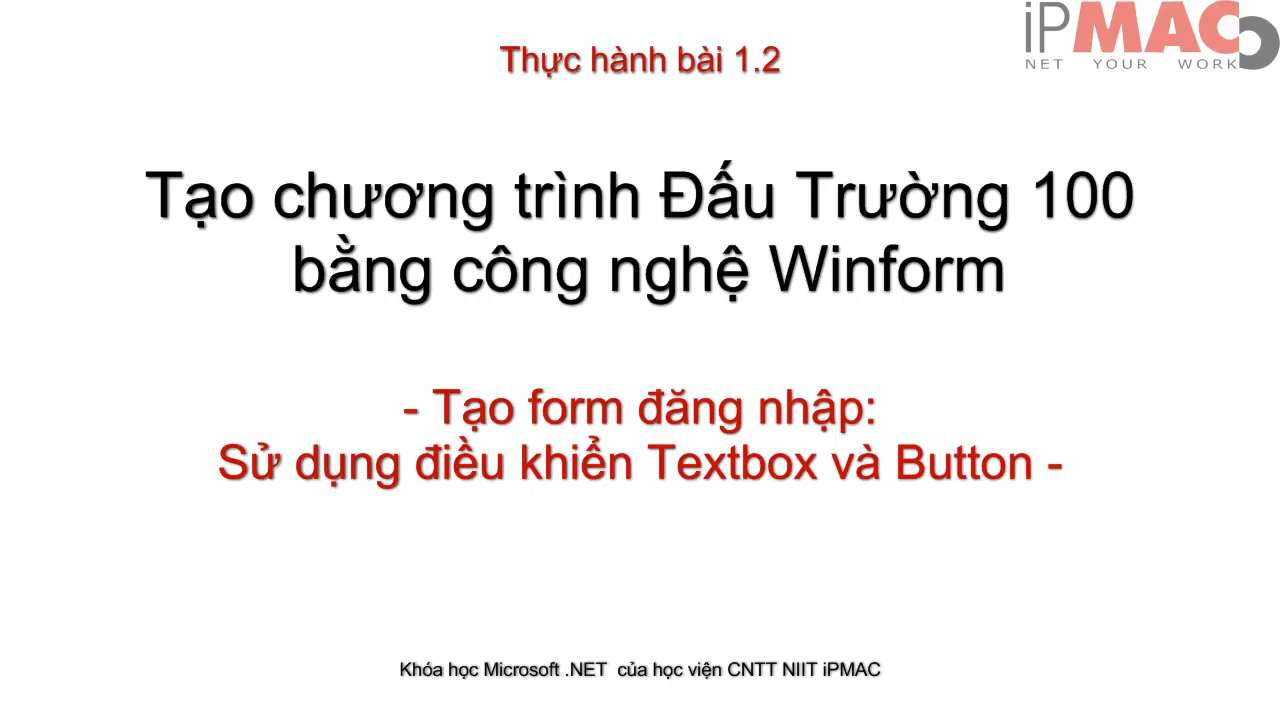 iPMAC
NET YOUR WORK
Thực hành bài 1.2
Tạo chương trình Đấu Trường 100
bằng công nghệ Winform
- Tạo form đăng nhập:
Sử dụng điều khiển Textbox và Button -
Khóa học Microsoft .NET của học viện CNTT NIIT iPMAC